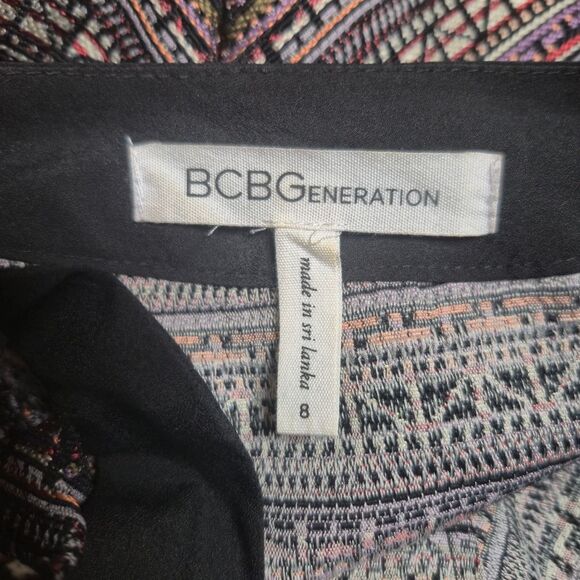 BCBGENERATION
made in sri lanka
8